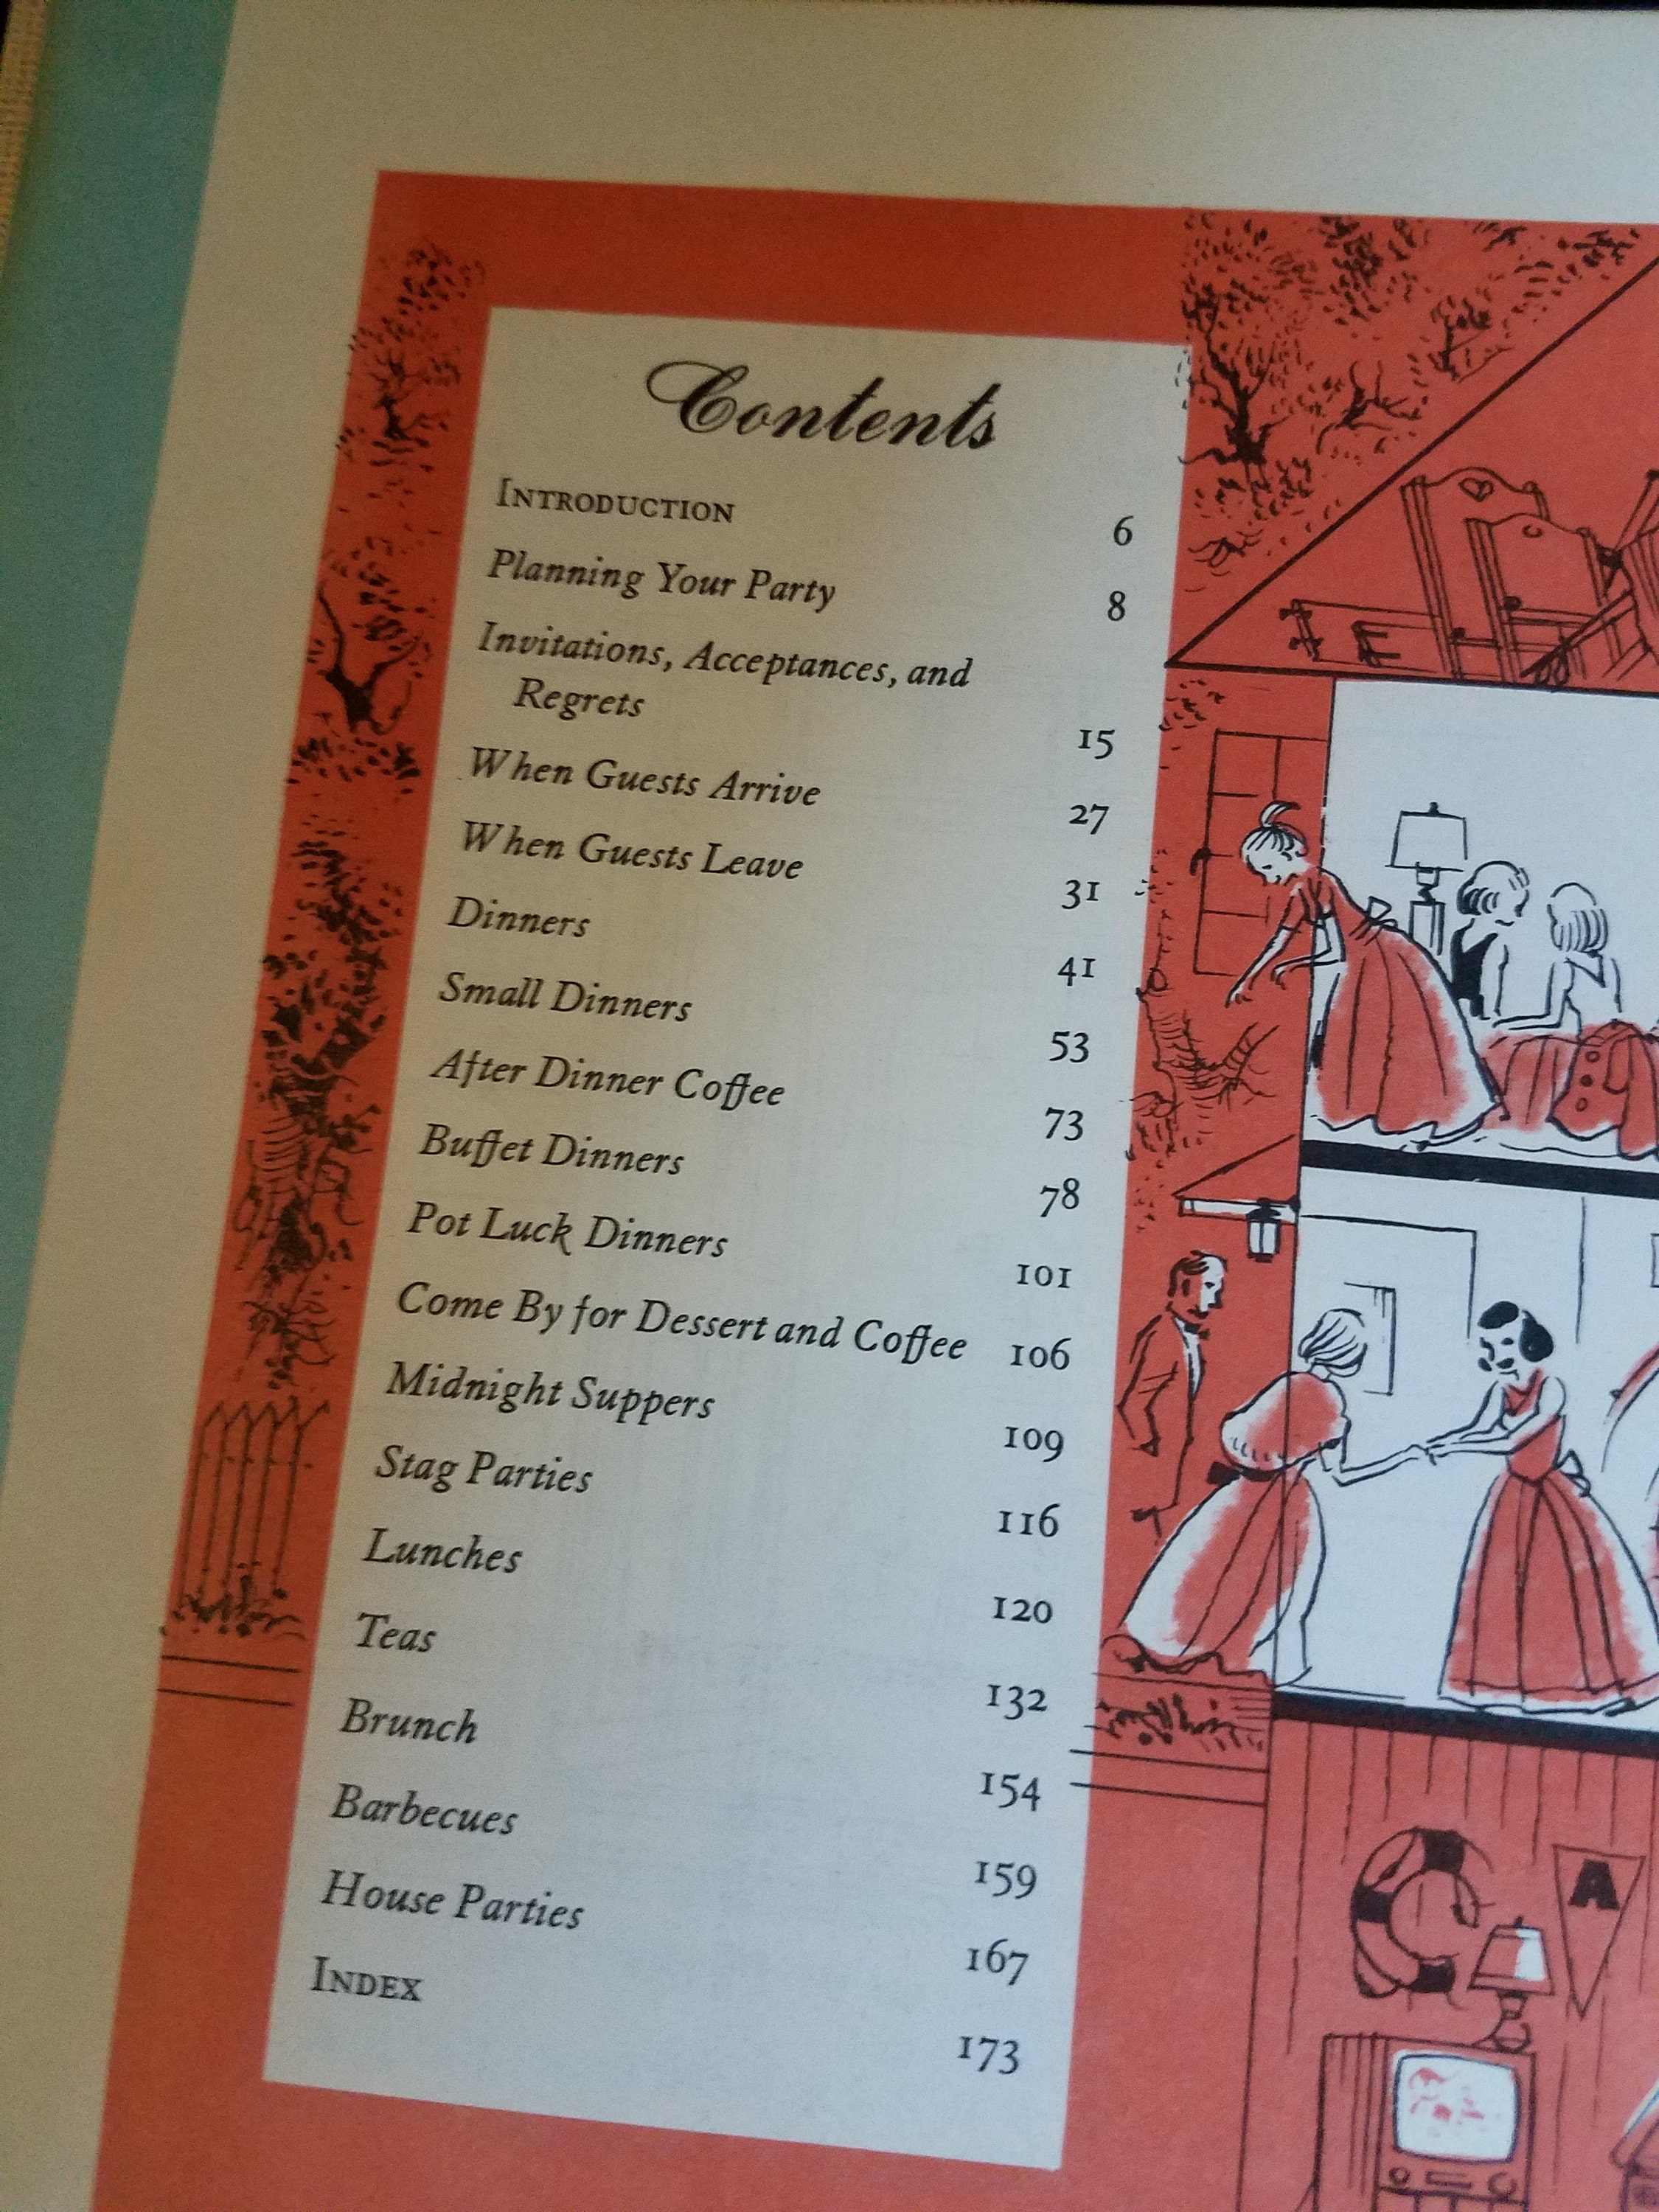 Contents
INTRODUCTION 6
Planning Your Party 8
Invitations, Acceptances, and
Regrets 15
When Guests Arrive 27
When Guests Leave 31
Dinners 41
Small Dinners 53
After Dinner Coffee 73
Buffet Dinners 78
Pot Luck Dinners 101
Come By for Dessert and Coffee 106
Midnight Suppers 109
Stag Parties 116
Lunches 120
Teas 132
Brunch 154
Barbecues 159
House Parties 167
INDEX 173
A